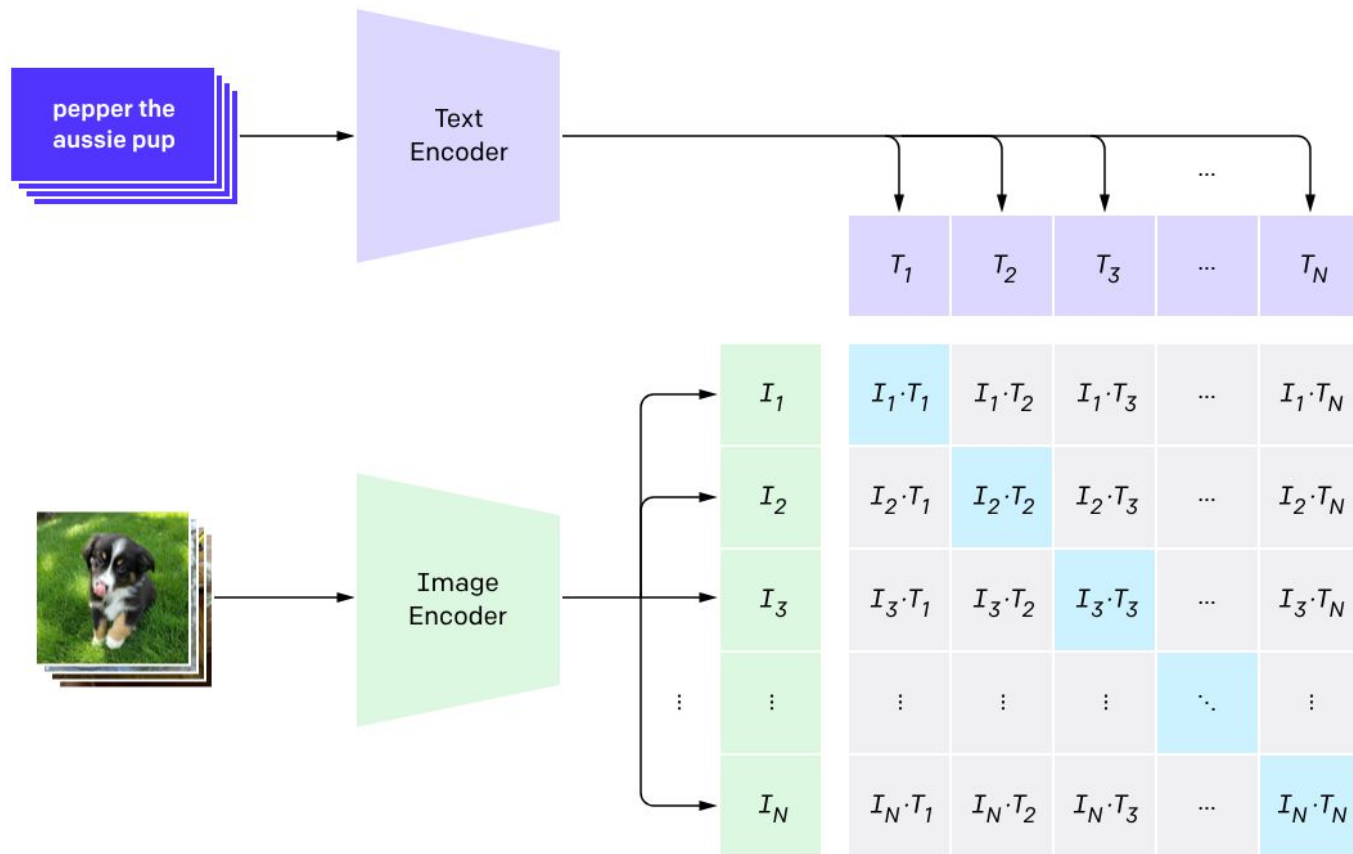 pepper the
aussie pup
Text
Encoder
...
T1 T2 T3 ... TN
I1 I1·T1 I1·T2 I1·T3 ... I1·TN
I2 I2·T1 I2·T2 I2·T3 ... I2·TN
Image
Encoder
I3 I3·T1 I3·T2 I3·T3 ... I3·TN
⋮ ⋮ ⋮ ⋮ ⋮ ⋱ ⋮
IN IN·T1 IN·T2 IN·T3 ... IN·TN